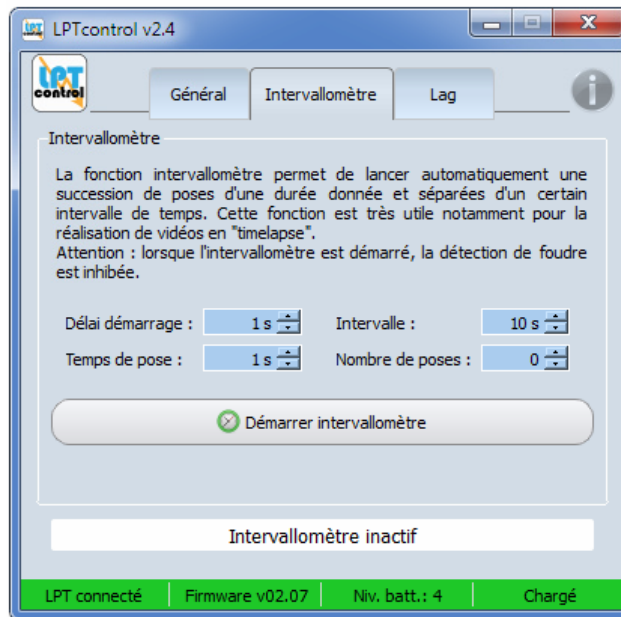 LPTcontrol v2.4
LPT
control
Général
Intervallomètre
Lag
i
Intervallomètre
La fonction intervallomètre permet de lancer automatiquement une
succession de poses d'une durée donnée et séparées d'un certain
intervalle de temps. Cette fonction est très utile notamment pour la
réalisation de vidéos en "timelapse".
Attention : lorsque l'intervallomètre est démarré, la détection de foudre
est inhibée.
Délai démarrage : 1 s Intervalle : 10 s
Temps de pose : 1 s Nombre de poses : 0
Démarrer intervallomètre
Intervallomètre inactif
LPT connecté Firmware v02.07 Niv. batt.: 4 Chargé